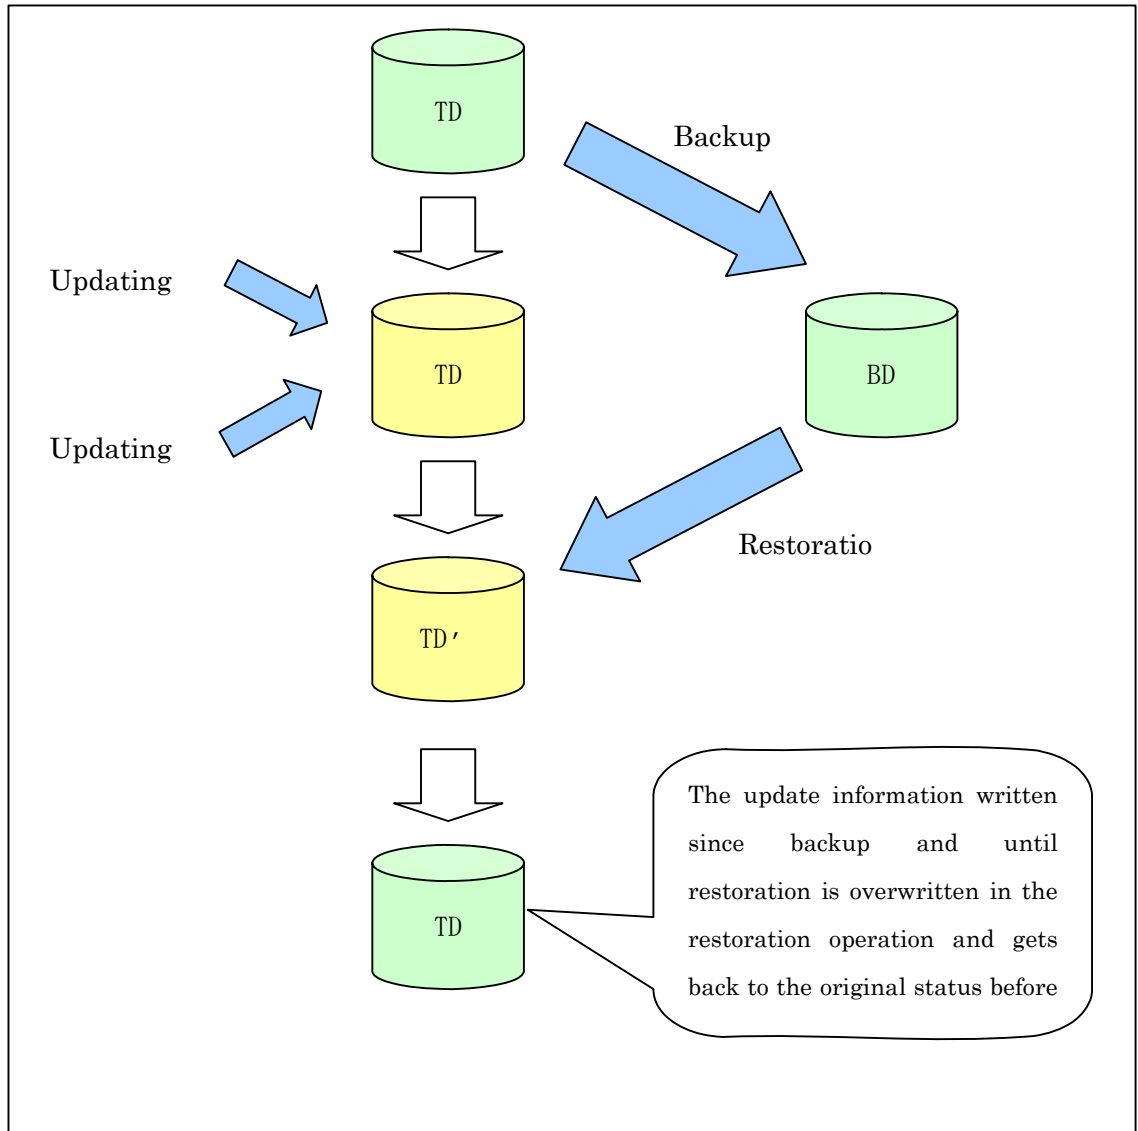 TD
Backup
Updating
TD
BD
Updating
Restoratio
TD′
The update information written
since backup and until
restoration is overwritten in the
restoration operation and gets
back to the original status before
TD